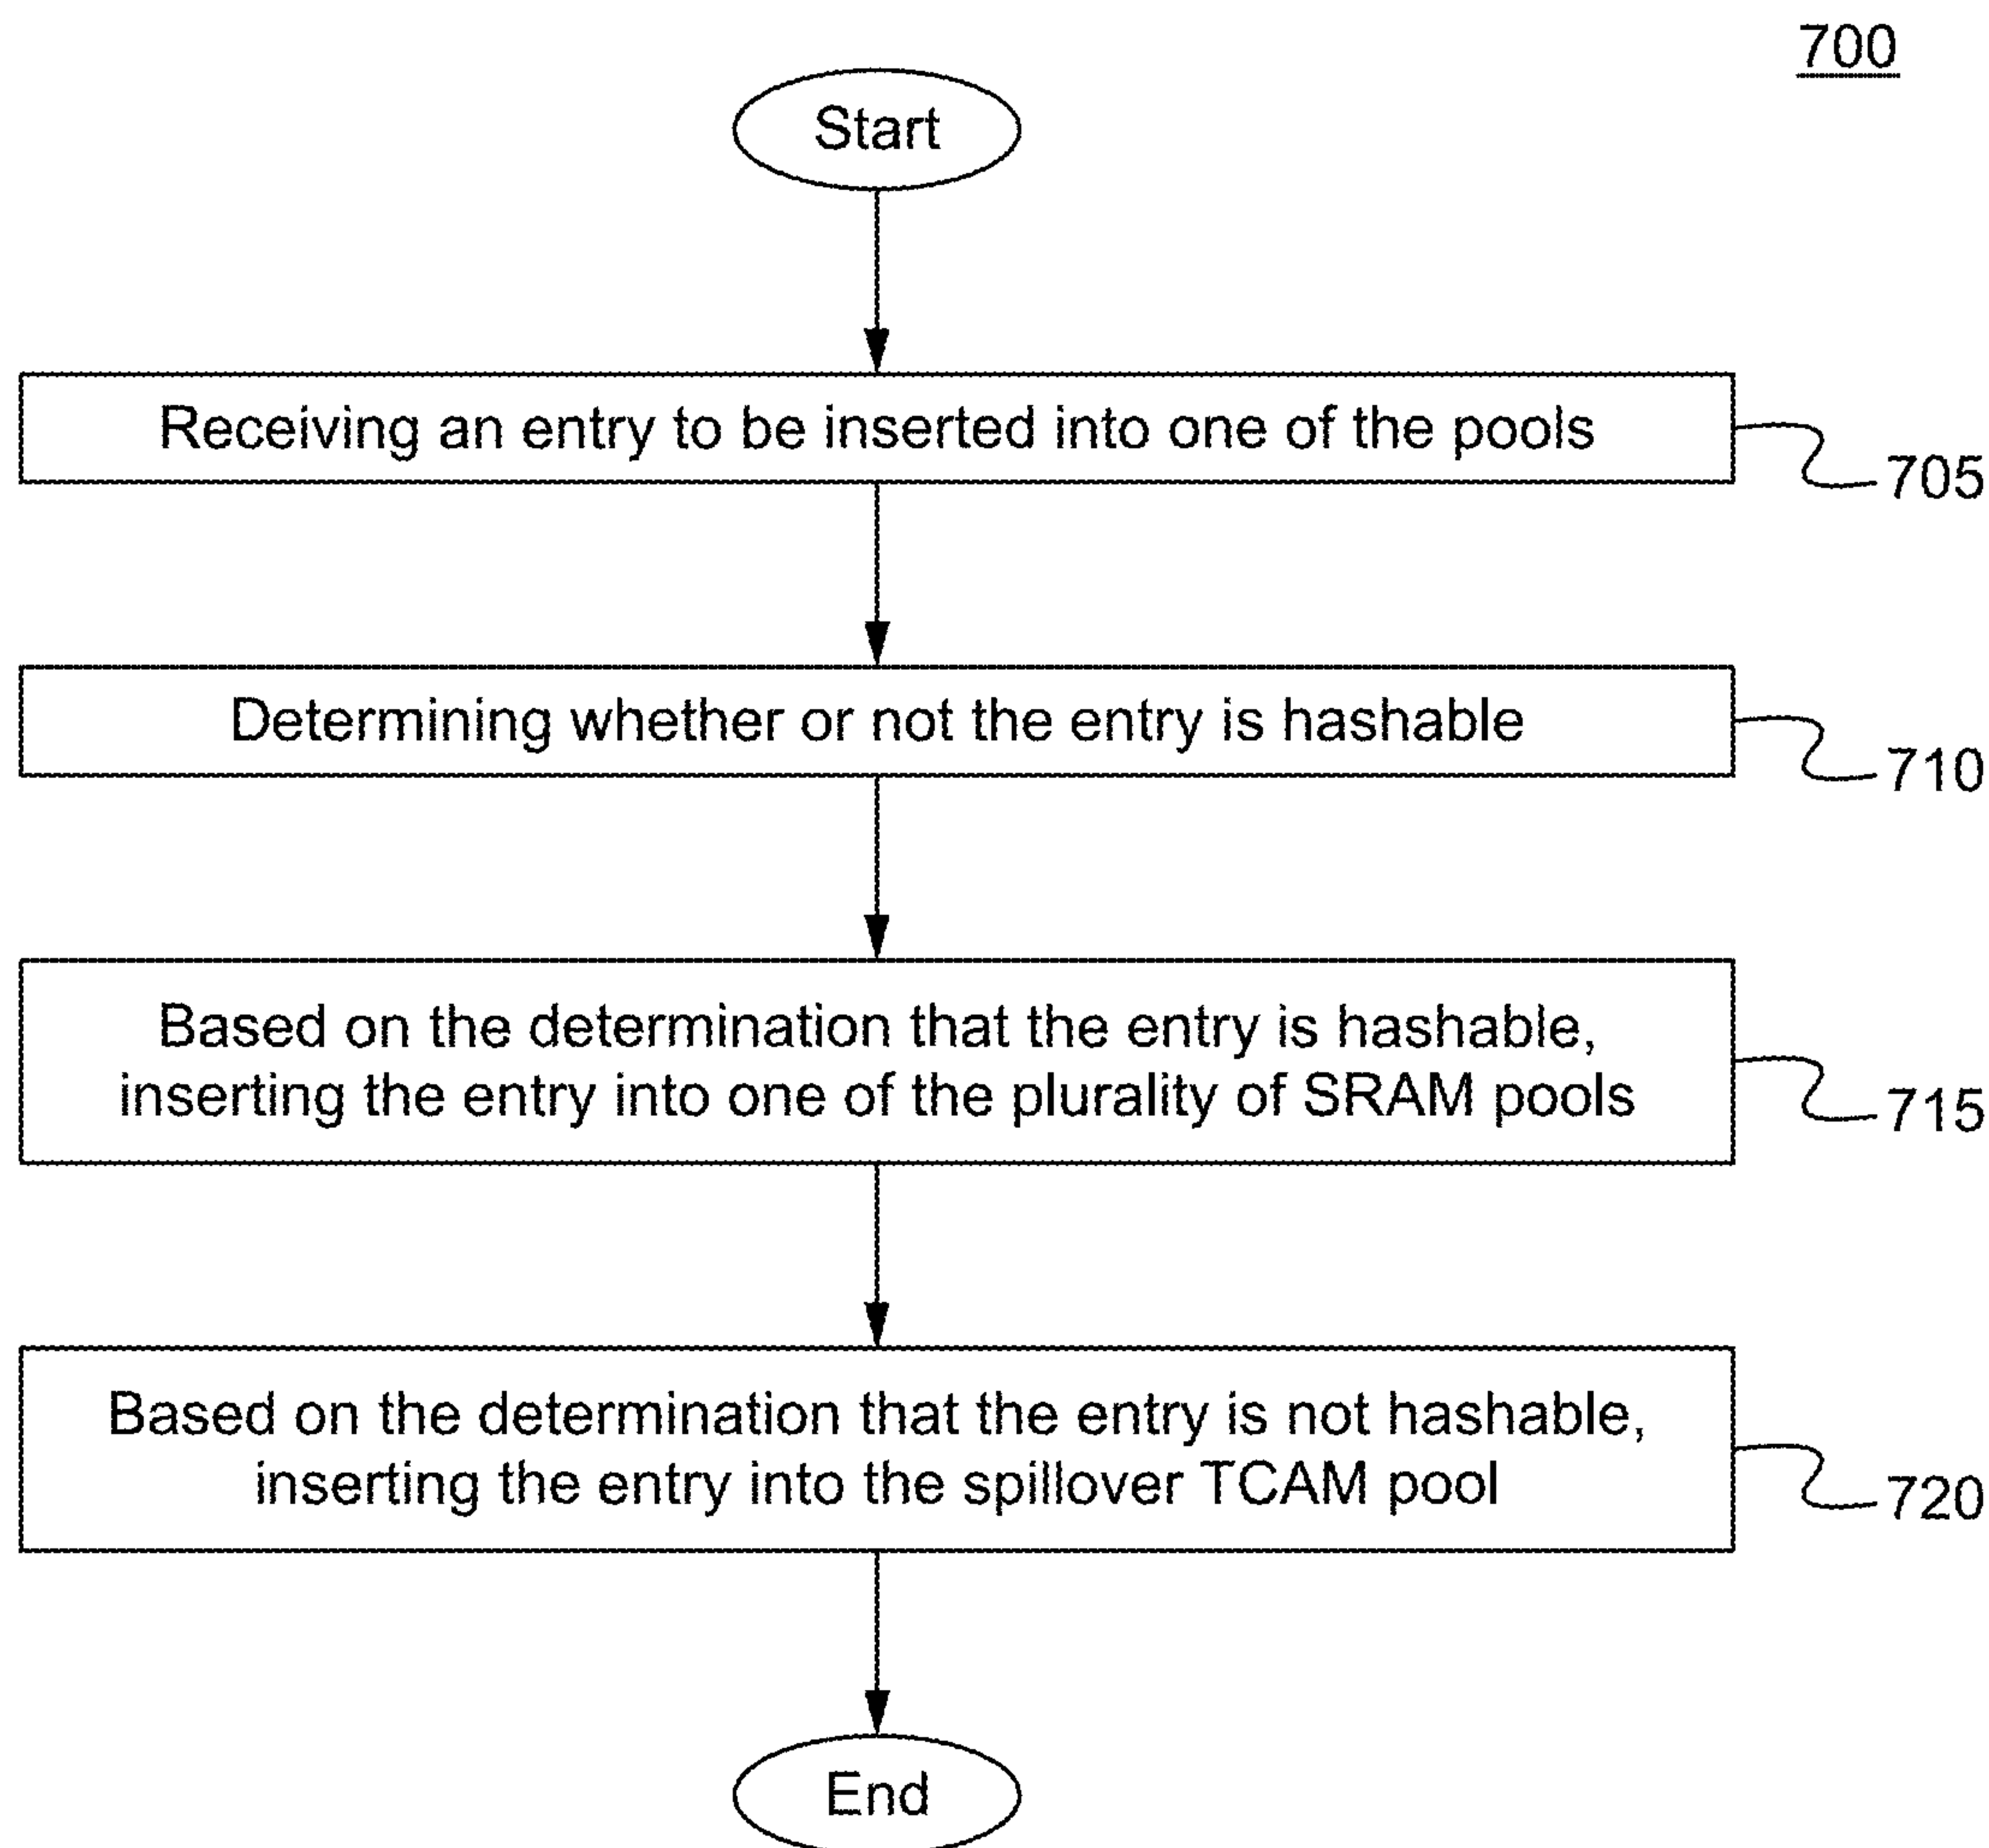 700
Start
Receiving an entry to be inserted into one of the pools
705
Determining whether or not the entry is hashable
710
Based on the determination that the entry is hashable,
inserting the entry into one of the plurality of SRAM pools
715
Based on the determination that the entry is not hashable,
inserting the entry into the spillover TCAM pool
720
End